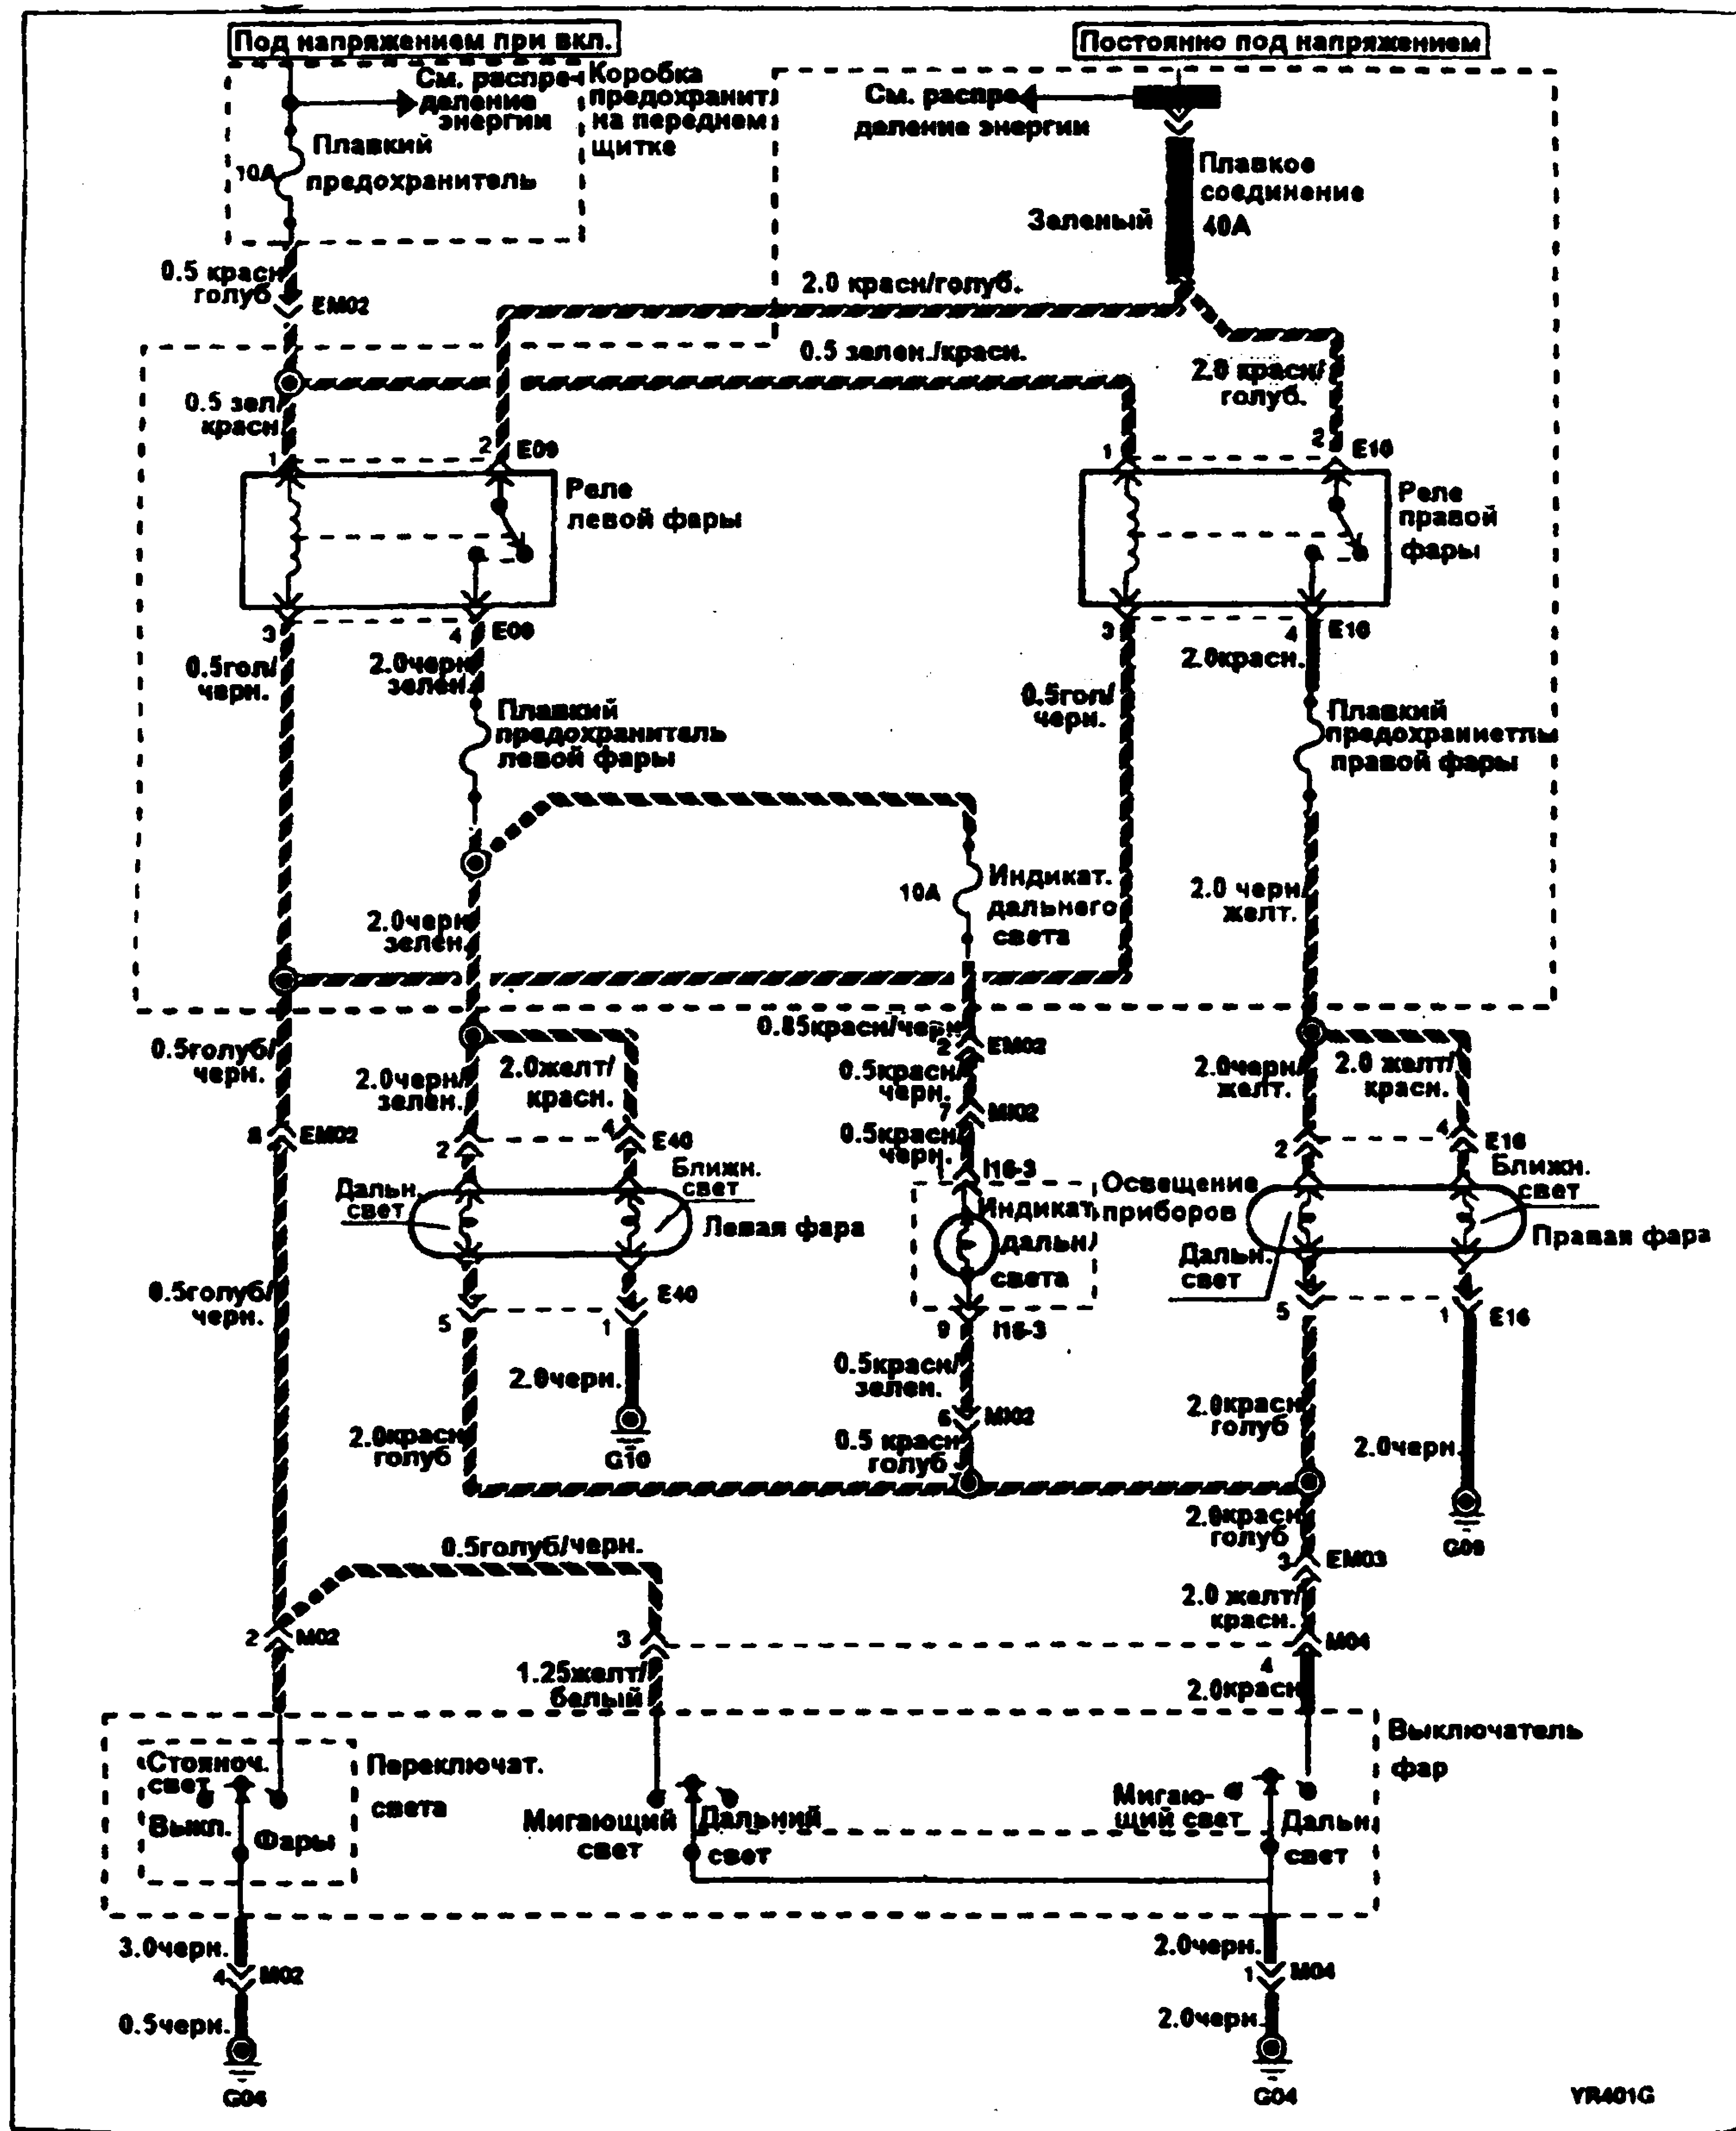 Под напряжением при вкл.
Постоянно под напряжением
См. распре-
деление
энергии
Коробка
предохранит
на переднем
щитке
См. распре
деление энергии
Плавкий
10А
предохранитель
Плавкое
соединение
Зеленый
40А
0.5 красн
голуб
EM02
2.0 красн/голуб.
0.5 зелен./красн.
2.0 красн/
голуб.
0.5 зел/
красн
1
2
E09
1
2
E10
Реле
левой фары
Реле
правой
фары
3
4
E09
3
4
E10
0.5гол/
черн.
2.0черн
зелен.
0.5гол/
черн.
2.0красн.
Плавкий
предохранитель
левой фары
Плавкий
предохраниетлы
правой фары
10А
Индикат.
дальнего
света
2.0черн
зелен.
2.0 черн/
желт.
0.5голуб/
черн.
2.0черн/
зелен.
2.0желт/
красн.
0.85красн/черн
2
EM02
0.5красн/
черн.
7
MI02
0.5красн/
черн.
1
I16-3
2.0черн/
желт.
2.0 желт/
красн.
8
EM02
2
4
E40
2
4
E16
Дальн.
свет
Ближн.
свет
Левая фара
Индикат.
дальн.
света
Освещение
приборов
Ближн.
свет
Дальн.
свет
Правая фара
0.5голуб/
черн.
5
1
E40
9
I16-3
5
1
E16
2.0черн.
G10
0.5красн/
зелен.
6
MI02
0.5 красн
голуб
2.0красн
голуб
2.0красн
голуб
2.0черн.
G09
2.0красн
голуб
3
EM03
0.5голуб/черн.
2.0 желт/
красн.
2
M02
3
M04
4
1.25желт/
белый
2.0красн
Выключатель
фар
Стояноч.
свет
Выкл.
Фары
Переключат.
света
Мигающий
свет
Дальний
свет
Мигаю-
щий свет
Дальн.
свет
3.0черн.
4
M02
0.5черн.
G04
2.0черн.
1
M04
2.0черн.
G04
YR401G